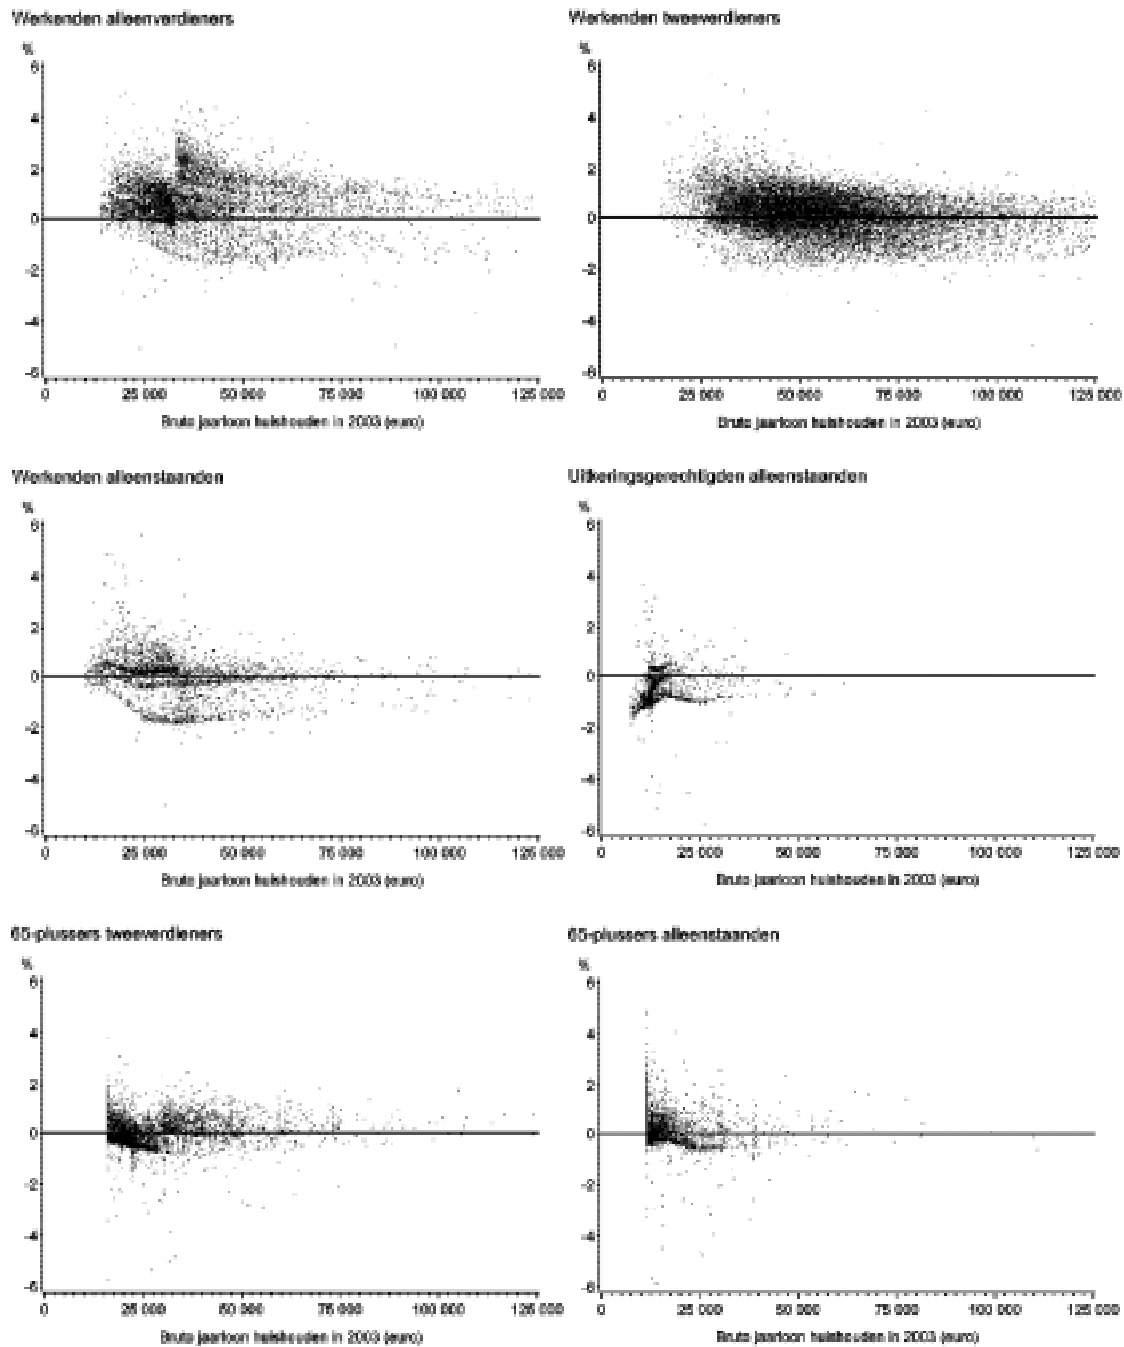 Werkenden alleenverdieners
%
6
4
2
0
-2
-4
-6
0 25 000 50 000 75 000 100 000 125 000
Bruto jaarloon huishouden in 2003 (euro)
Werkenden tweeverdieners
%
6
4
2
0
-2
-4
-6
0 25 000 50 000 75 000 100 000 125 000
Bruto jaarloon huishouden in 2003 (euro)
Werkenden alleenstaanden
%
6
4
2
0
-2
-4
-6
0 25 000 50 000 75 000 100 000 125 000
Bruto jaarloon huishouden in 2003 (euro)
Uitkeringsgerechtigden alleenstaanden
%
6
4
2
0
-2
-4
-6
0 25 000 50 000 75 000 100 000 125 000
Bruto jaarloon huishouden in 2003 (euro)
65-plussers tweeverdieners
%
6
4
2
0
-2
-4
-6
0 25 000 50 000 75 000 100 000 125 000
Bruto jaarloon huishouden in 2003 (euro)
65-plussers alleenstaanden
%
6
4
2
0
-2
-4
-6
0 25 000 50 000 75 000 100 000 125 000
Bruto jaarloon huishouden in 2003 (euro)